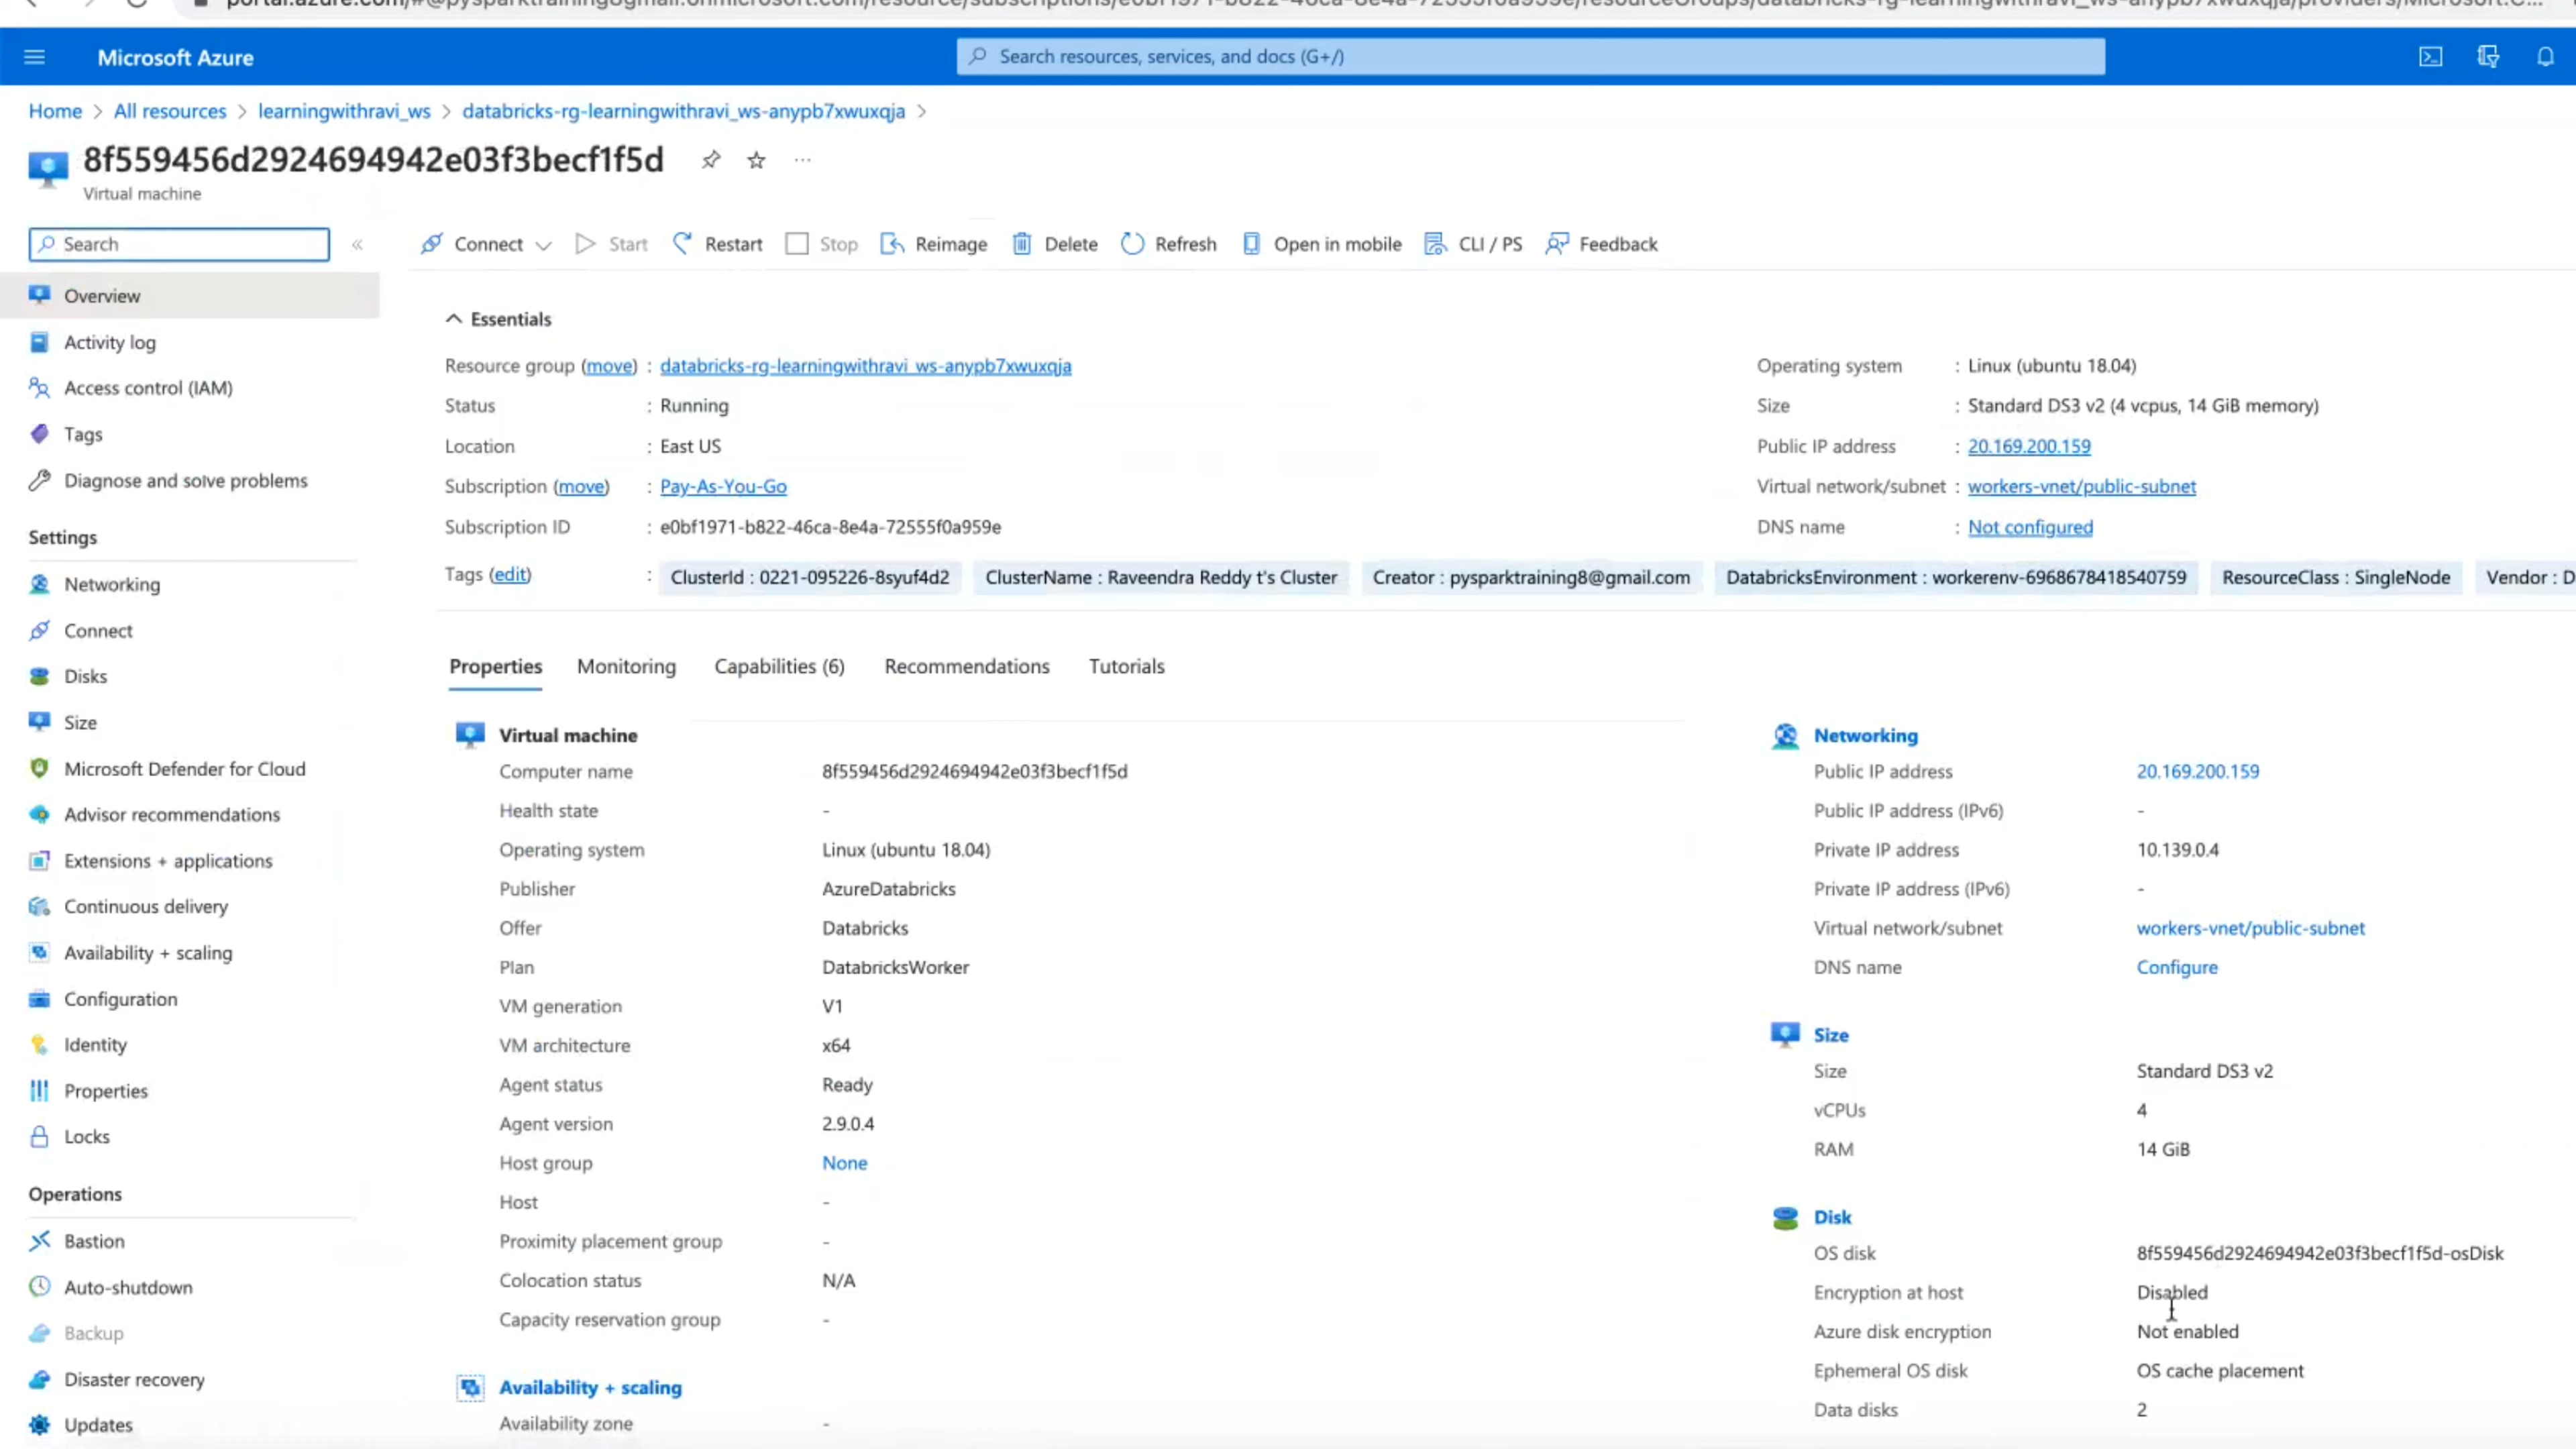 Microsoft Azure
Search resources, services, and docs (G+/)
Home > All resources > learningwithravi_ws > databricks-rg-learningwithravi_ws-anypb7xwuxqja >
8f559456d2924694942e03f3becf1f5d
Virtual machine
Search
Connect Start Restart Stop Reimage Delete Refresh Open in mobile CLI / PS Feedback
Overview
Activity log
Access control (IAM)
Tags
Diagnose and solve problems
Settings
Networking
Connect
Disks
Size
Microsoft Defender for Cloud
Advisor recommendations
Extensions + applications
Continuous delivery
Availability + scaling
Configuration
Identity
Properties
Locks
Operations
Bastion
Auto-shutdown
Backup
Disaster recovery
Updates
Essentials
Resource group (move) : databricks-rg-learningwithravi_ws-anypb7xwuxqja
Status : Running
Location : East US
Subscription (move) : Pay-As-You-Go
Subscription ID : e0bf1971-b822-46ca-8e4a-72555f0a959e
Operating system : Linux (ubuntu 18.04)
Size : Standard DS3 v2 (4 vcpus, 14 GiB memory)
Public IP address : 20.169.200.159
Virtual network/subnet : workers-vnet/public-subnet
DNS name : Not configured
Tags (edit) : ClusterId : 0221-095226-8syuf4d2 ClusterName : Raveendra Reddy t's Cluster Creator : pysparktraining8@gmail.com DatabricksEnvironment : workerenv-6968678418540759 ResourceClass : SingleNode Vendor : D
Properties Monitoring Capabilities (6) Recommendations Tutorials
Virtual machine
Computer name 8f559456d2924694942e03f3becf1f5d
Health state -
Operating system Linux (ubuntu 18.04)
Publisher AzureDatabricks
Offer Databricks
Plan DatabricksWorker
VM generation V1
VM architecture x64
Agent status Ready
Agent version 2.9.0.4
Host group None
Host -
Proximity placement group -
Colocation status N/A
Capacity reservation group -
Availability + scaling
Availability zone -
Networking
Public IP address 20.169.200.159
Public IP address (IPv6) -
Private IP address 10.139.0.4
Private IP address (IPv6) -
Virtual network/subnet workers-vnet/public-subnet
DNS name Configure
Size
Size Standard DS3 v2
vCPUs 4
RAM 14 GiB
Disk
OS disk 8f559456d2924694942e03f3becf1f5d-osDisk
Encryption at host Disabled
Azure disk encryption Not enabled
Ephemeral OS disk OS cache placement
Data disks 2